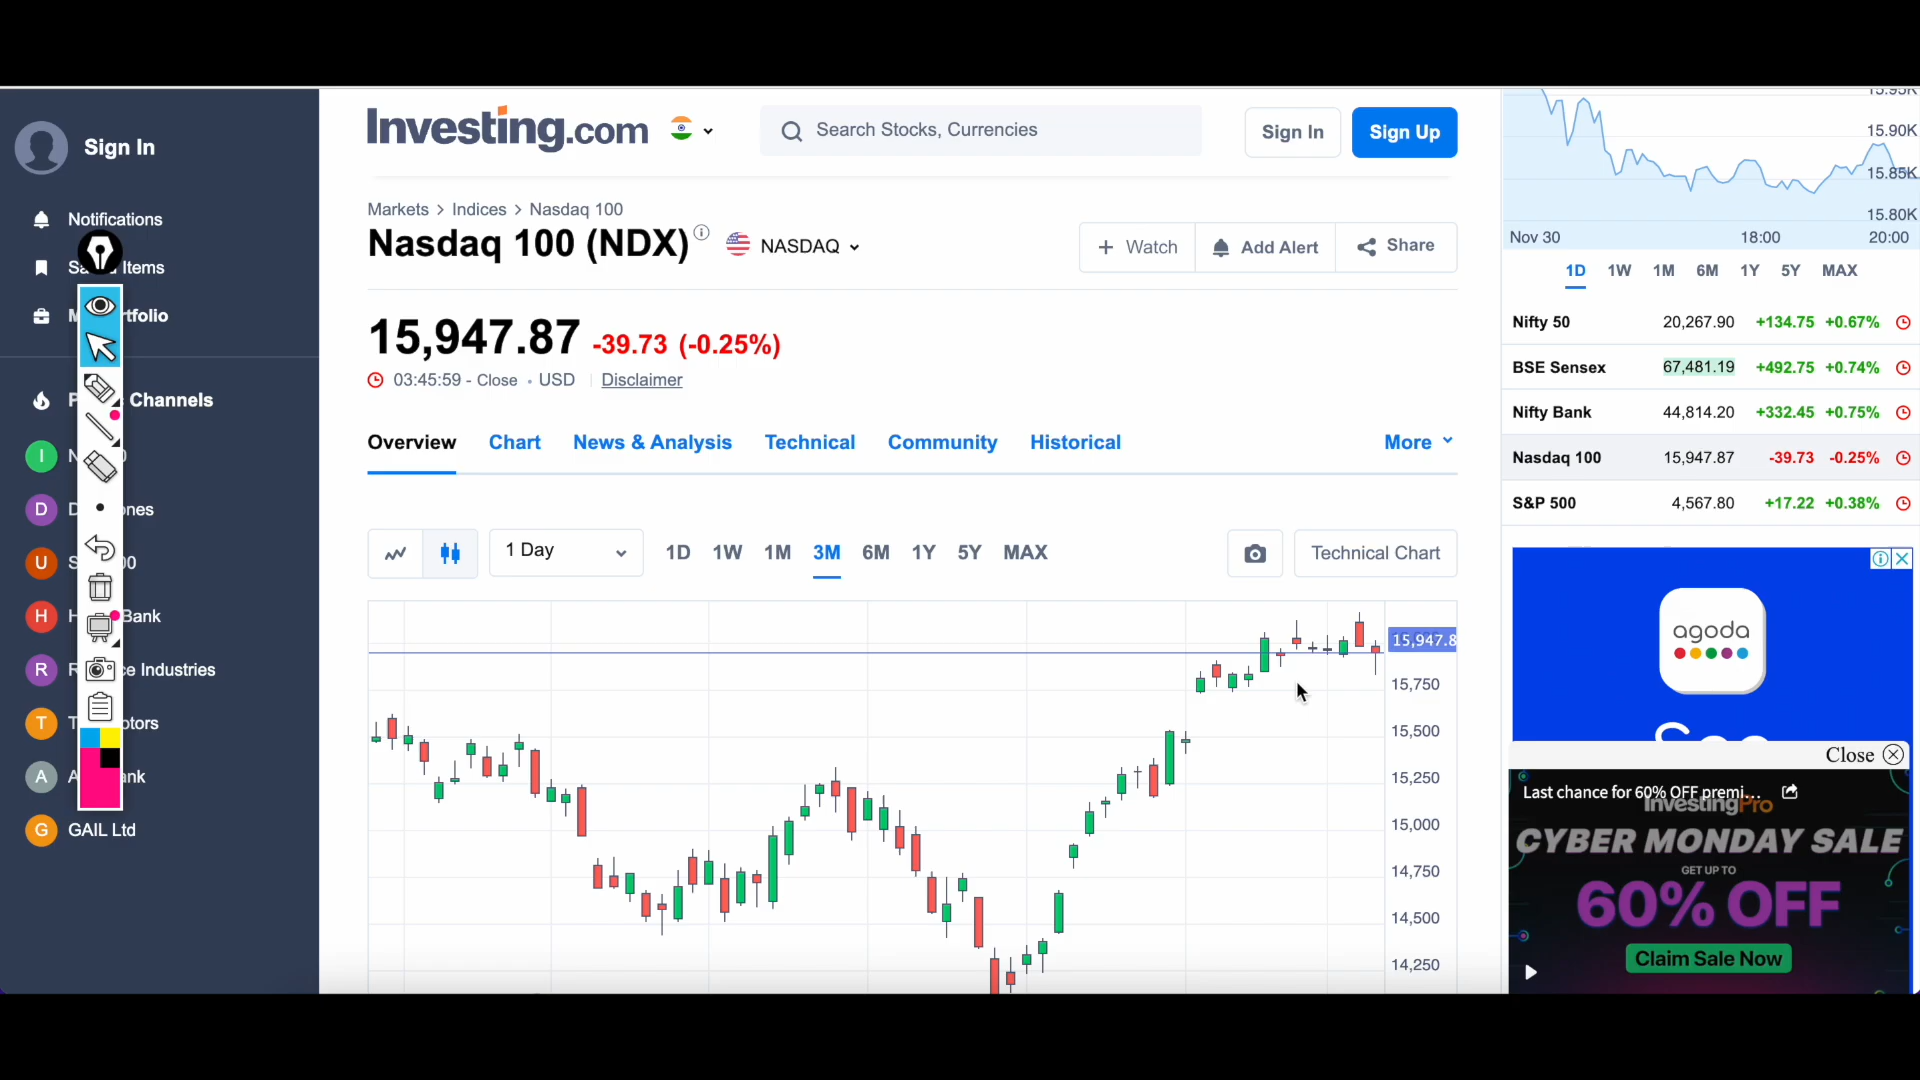 Sign In
Notifications
Items
tfolio
Channels
I
D
nes
U
00
H
Bank
R
ce Industries
T
otors
A
ank
G GAIL Ltd
Investing.com
Search Stocks, Currencies
Sign In
Sign Up
Markets > Indices > Nasdaq 100
Nasdaq 100 (NDX)
NASDAQ
+ Watch
Add Alert
Share
15,947.87 -39.73 (-0.25%)
03:45:59 - Close • USD Disclaimer
Overview Chart News & Analysis Technical Community Historical More
1 Day 1D 1W 1M 3M 6M 1Y 5Y MAX
Technical Chart
15,947.8
15,750
15,500
15,250
15,000
14,750
14,500
14,250
15.95K
15.90K
15.85K
15.80K
Nov 30 18:00 20:00
1D 1W 1M 6M 1Y 5Y MAX
Nifty 50 20,267.90 +134.75 +0.67%
BSE Sensex 67,481.19 +492.75 +0.74%
Nifty Bank 44,814.20 +332.45 +0.75%
Nasdaq 100 15,947.87 -39.73 -0.25%
S&P 500 4,567.80 +17.22 +0.38%
agoda
Close
Last chance for 60% OFF premi...
InvestingPro
CYBER MONDAY SALE
GET UP TO
60% OFF
Claim Sale Now